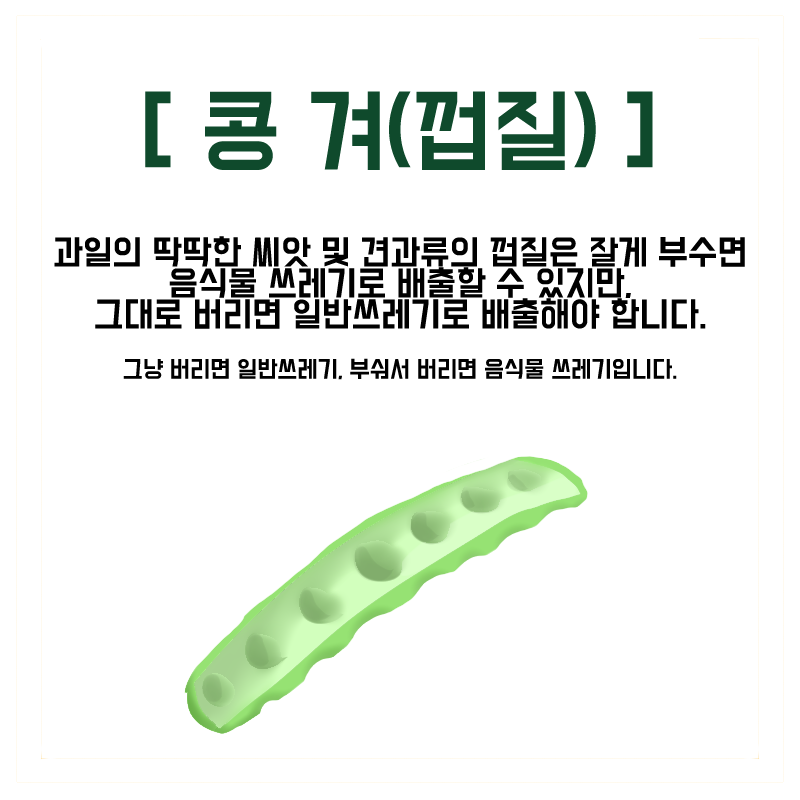 [ 콩 겨(껍질) ]
과일의 딱딱한 씨앗 및 견과류의 껍질은 잘게 부수면
음식물 쓰레기로 배출할 수 있지만,
그대로 버리면 일반쓰레기로 배출해야 합니다.
그냥 버리면 일반쓰레기, 부숴서 버리면 음식물 쓰레기입니다.